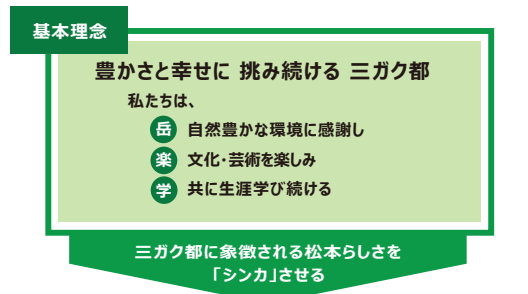 基本理念
豊かさと幸せに 挑み続ける 三ガク都
私たちは、
岳 自然豊かな環境に感謝し
楽 文化・芸術を楽しみ
学 共に生涯学び続ける
三ガク都に象徴される松本らしさを
「シンカ」させる